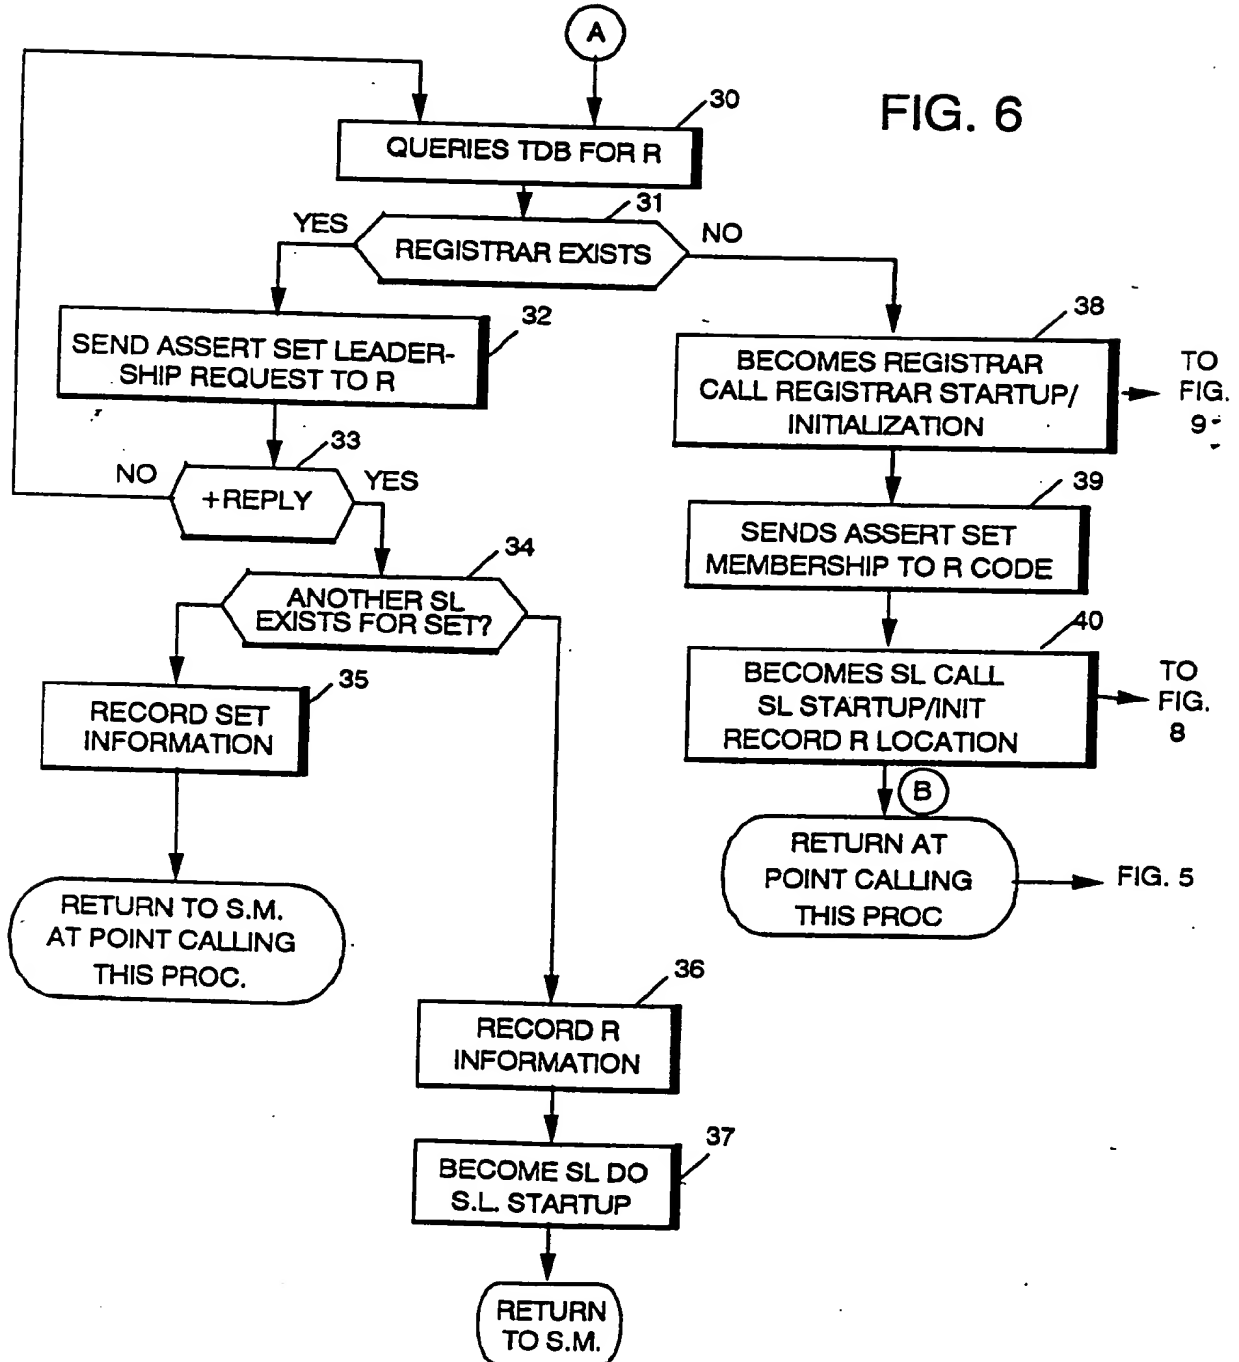 A
FIG. 6
30
QUERIES TDB FOR R
31
YES
REGISTRAR EXISTS
NO
32
SEND ASSERT SET LEADER-
SHIP REQUEST TO R
38
BECOMES REGISTRAR
CALL REGISTRAR STARTUP/
INITIALIZATION
TO
FIG.
9
33
NO
+REPLY
YES
39
SENDS ASSERT SET
MEMBERSHIP TO R CODE
34
ANOTHER SL
EXISTS FOR SET?
40
BECOMES SL CALL
SL STARTUP/INIT
RECORD R LOCATION
TO
FIG.
8
35
RECORD SET
INFORMATION
B
RETURN AT
POINT CALLING
THIS PROC
FIG. 5
RETURN TO S.M.
AT POINT CALLING
THIS PROC.
36
RECORD R
INFORMATION
37
BECOME SL DO
S.L. STARTUP
RETURN
TO S.M.